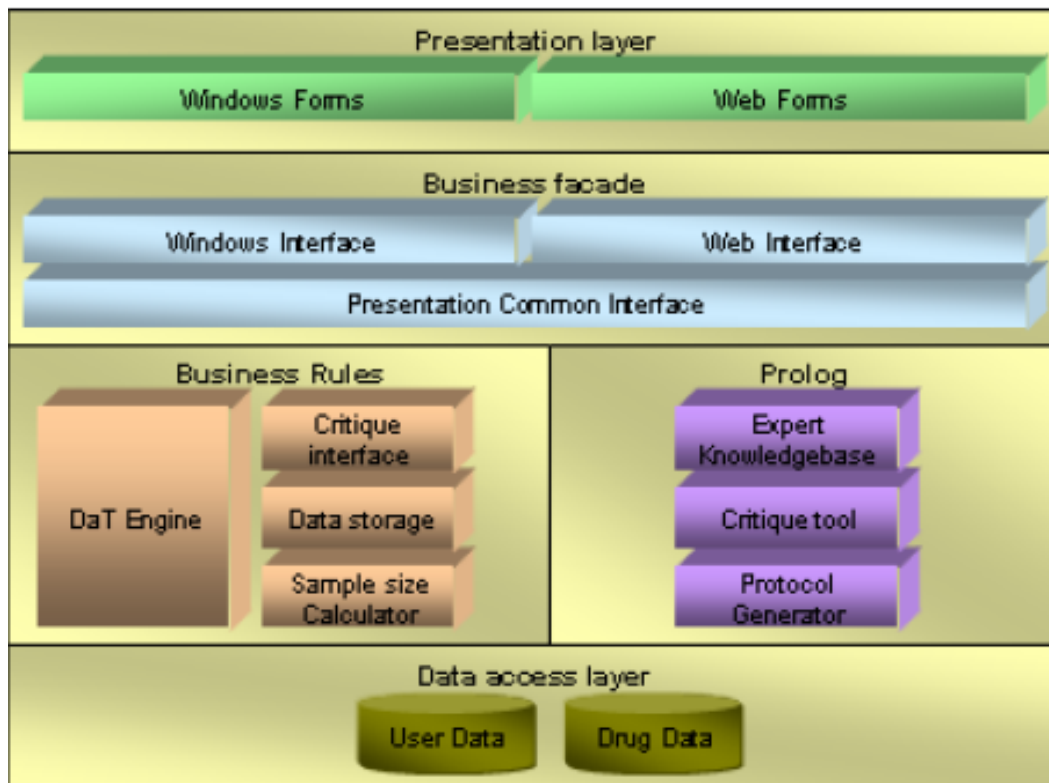 Presentation layer
Windows Forms
Web Forms
Business facade
Windows Interface
Web Interface
Presentation Common Interface
Business Rules
DaT Engine
Critique
interface
Data storage
Sample size
Calculator
Prolog
Expert
Knowledgebase
Critique tool
Protocol
Generator
Data access layer
User Data
Drug Data